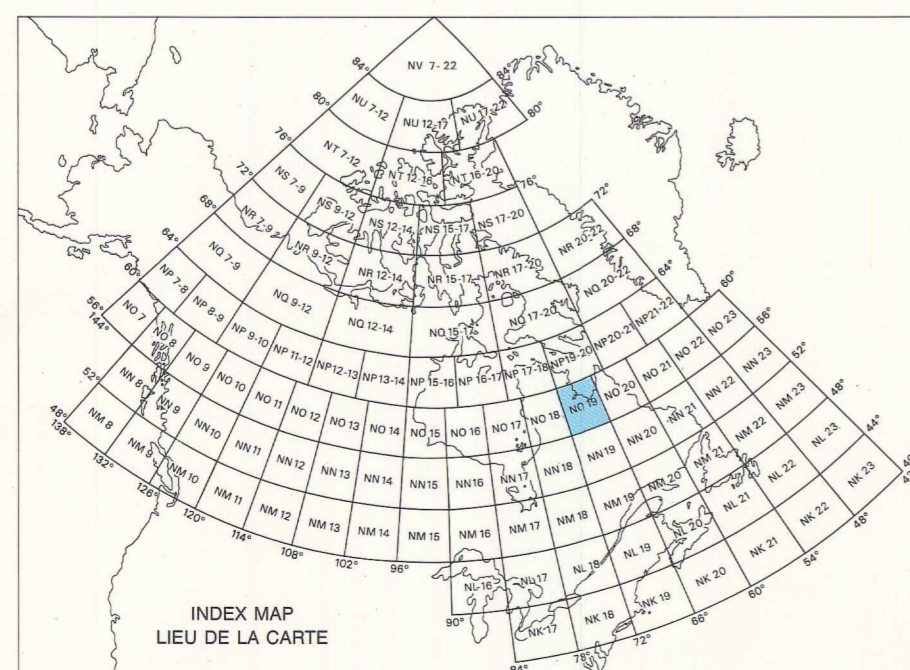 NV 7-22
84° 84°
NU 7-12 NU 12-17 NU 17-22
80° 80°
NT 7-12 NT 12-16 NT 16-20
76° 76°
NS 7-9 NS 9-12 NS 12-14 NS 15-17 NS 17-20
72° 72°
NR 7-9 NR 9-12 NR 12-14 NR 15-17 NR 17-20 NR 20-22
68° 68°
NQ 7-9 NQ 9-12 NQ 12-14 NQ 15-17 NQ 17-20 NQ 20-22
64° 64°
NP 7-8 NP 8-9 NP 9-10 NP 11-12 NP 12-13 NP 13-14 NP 15-16 NP 16-17 NP 17-18 NP 19-20 NP 20-21 NP 21-22
60° 60°
NO 7 NO 8 NO 9 NO 10 NO 11 NO 12 NO 13 NO 14 NO 15 NO 16 NO 17 NO 18 NO 19 NO 20 NO 21 NO 22 NO 23
56° 144° 56°
NN 8 NN 9 NN 10 NN 11 NN 12 NN 13 NN 14 NN 15 NN 16 NN 17 NN 18 NN 19 NN 20 NN 21 NN 22 NN 23
52° 52°
NM 8 NM 9 NM 10 NM 11 NM 12 NM 13 NM 14 NM 15 NM 16 NM 17 NM 18 NM 19 NM 20 NM 21 NM 22 NM 23
48° 138° 132° 126° 120° 114° 108° 102° 96° 48°
NL 16 NL 17 NL 18 NL 19 NL 20 NL 21 NL 22 NL 23
90° 44°
NK 17 NK 18 NK 19 NK 20 NK 21 NK 22 NK 23
84° 78° 72° 66° 60° 54° 48°
INDEX MAP
LIEU DE LA CARTE